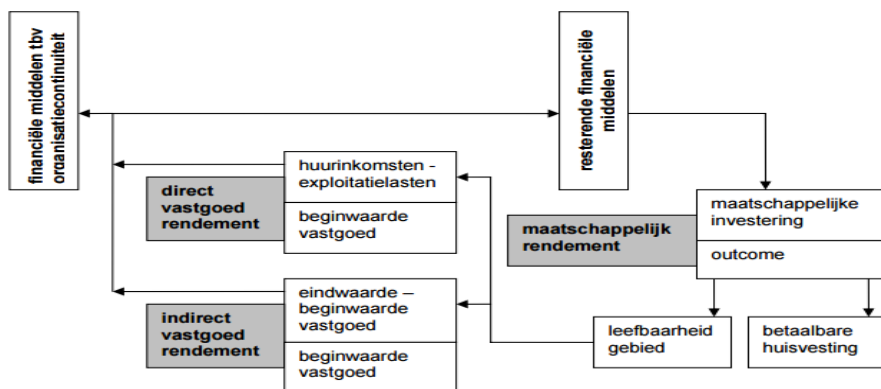 financiële middelen tbv
organisatiecontinuiteit
resterende financiële
middelen
huurinkomsten -
exploitatielasten
direct
vastgoed
rendement
beginwaarde
vastgoed
maatschappelijke
investering
maatschappelijk
rendement
outcome
eindwaarde –
beginwaarde
vastgoed
indirect
vastgoed
rendement
beginwaarde
vastgoed
leefbaarheid
gebied
betaalbare
huisvesting